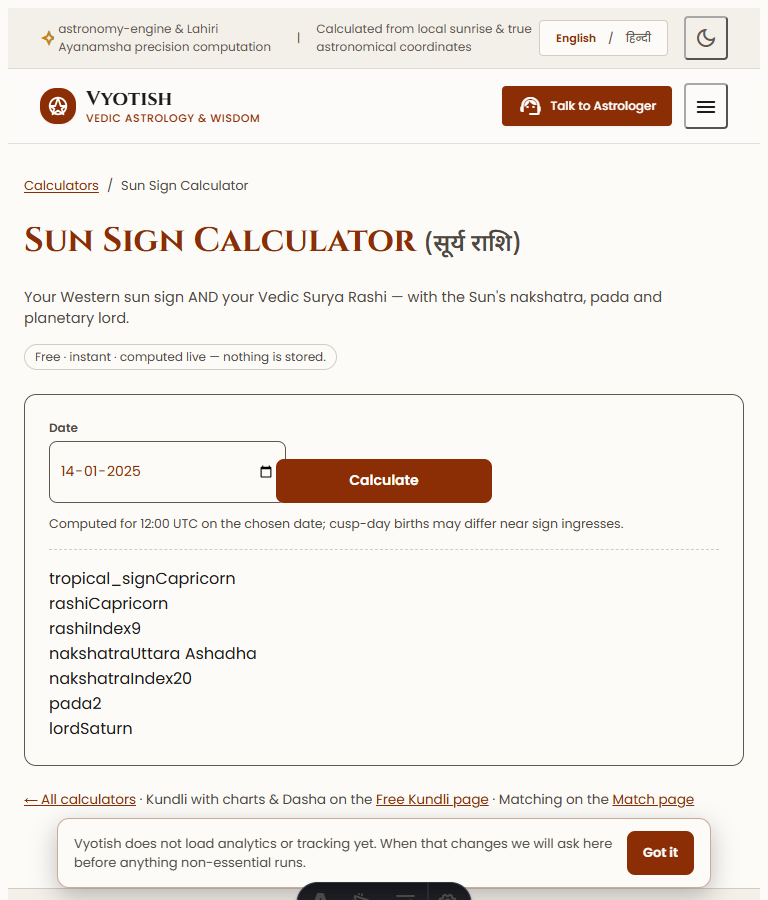 astronomy-engine & Lahiri
Ayanamsha precision computation
|
Calculated from local sunrise & true
astronomical coordinates
English / हिन्दी
Vyotish
VEDIC ASTROLOGY & WISDOM
Talk to Astrologer
Calculators / Sun Sign Calculator
Sun Sign Calculator (सूर्य राशि)
Your Western sun sign AND your Vedic Surya Rashi — with the Sun's nakshatra, pada and
planetary lord.
Free · instant · computed live — nothing is stored.
Date
14-01-2025
Calculate
Computed for 12:00 UTC on the chosen date; cusp-day births may differ near sign ingresses.
tropical_signCapricorn
rashiCapricorn
rashiIndex9
nakshatraUttara Ashadha
nakshatraIndex20
pada2
lordSaturn
← All calculators · Kundli with charts & Dasha on the Free Kundli page · Matching on the Match page
Vyotish does not load analytics or tracking yet. When that changes we will ask here
before anything non-essential runs.
Got it